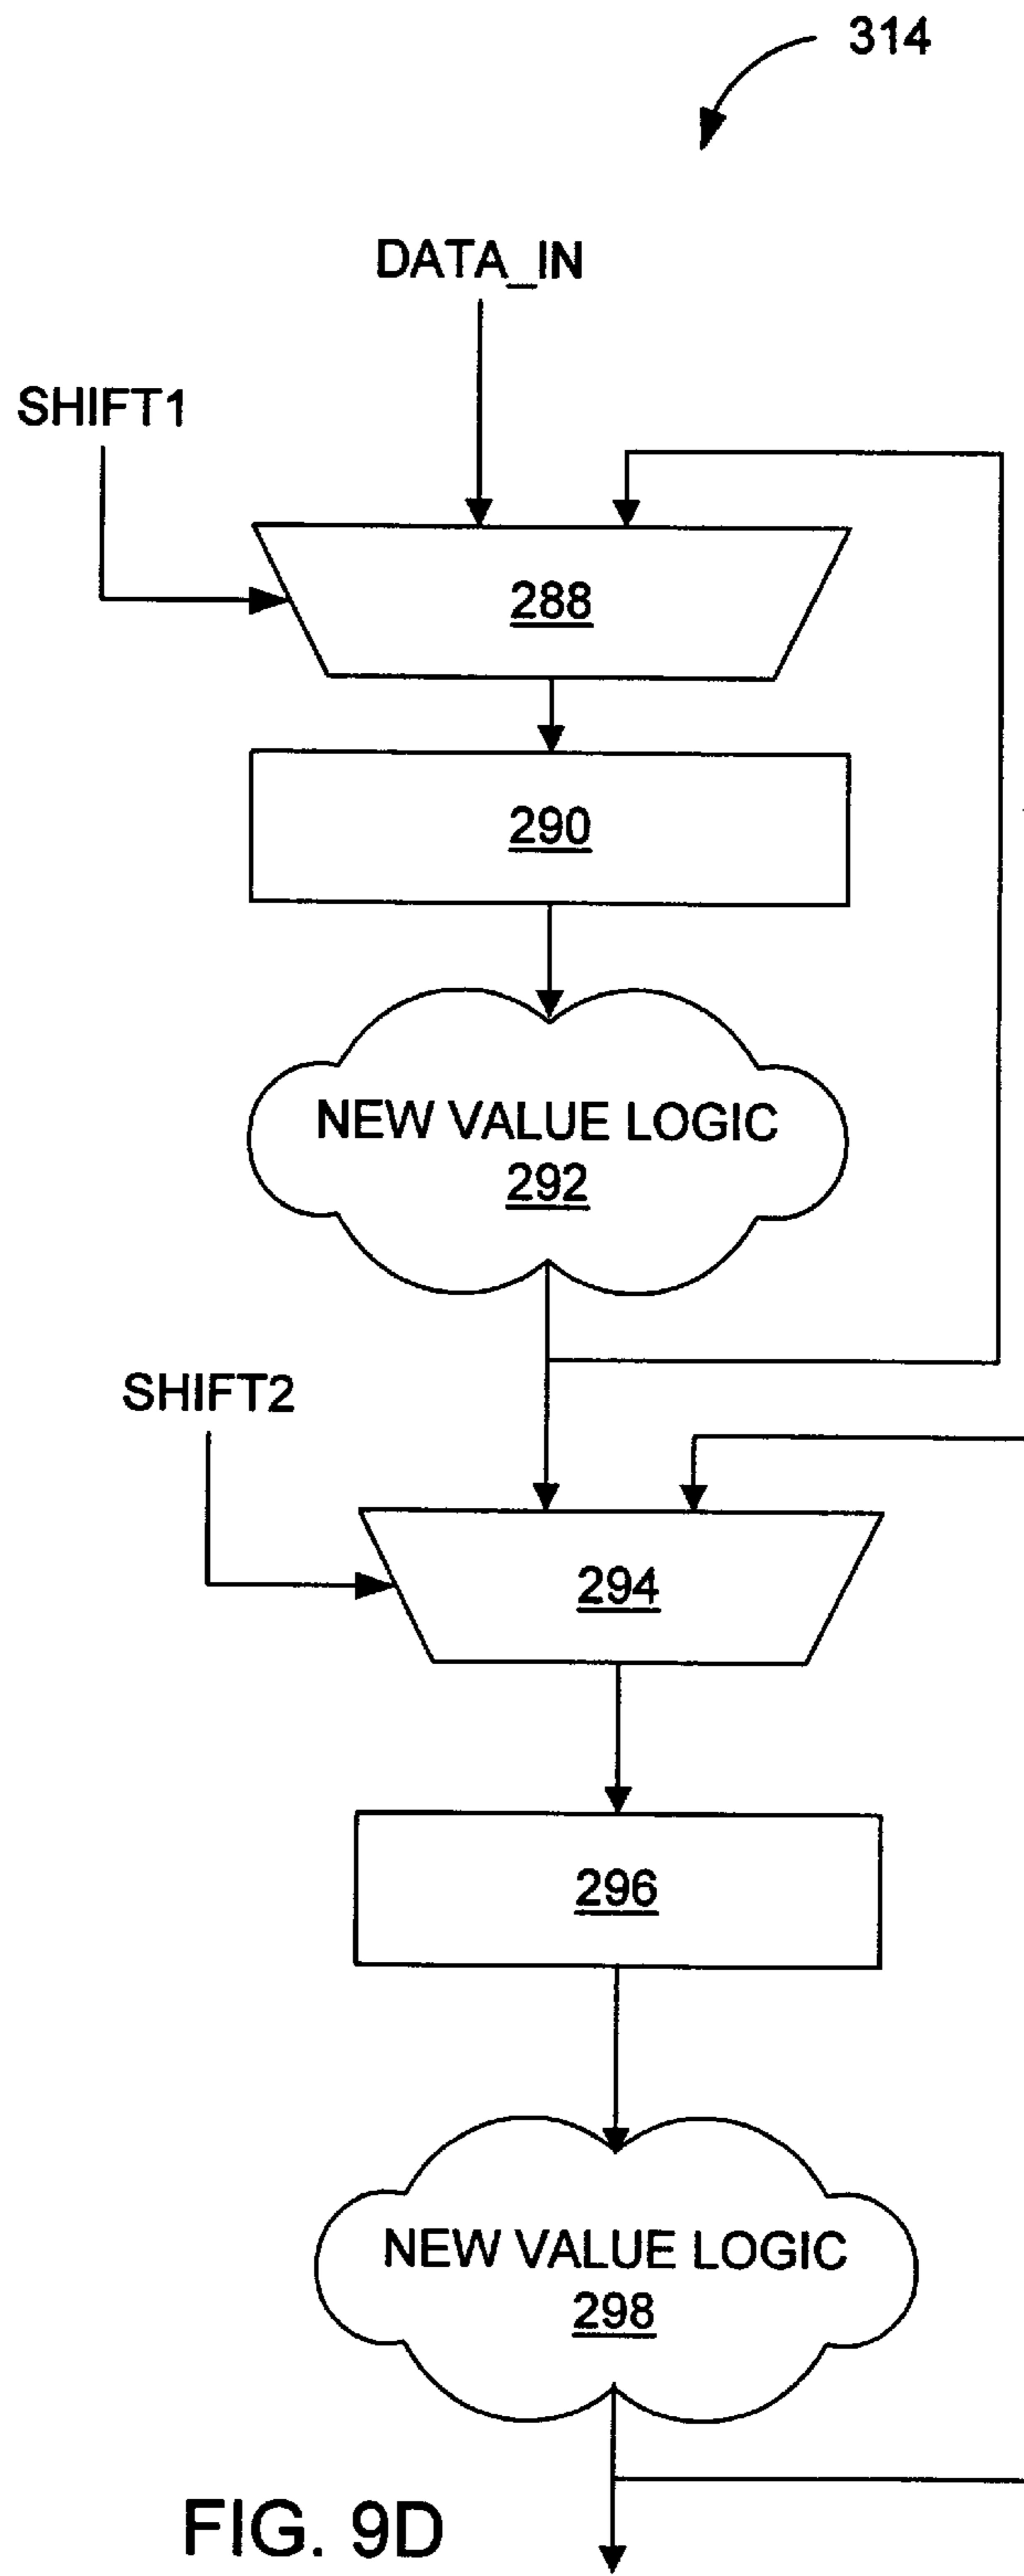 314
DATA_IN
SHIFT1
288
290
NEW VALUE LOGIC
292
SHIFT2
294
296
NEW VALUE LOGIC
298
FIG. 9D